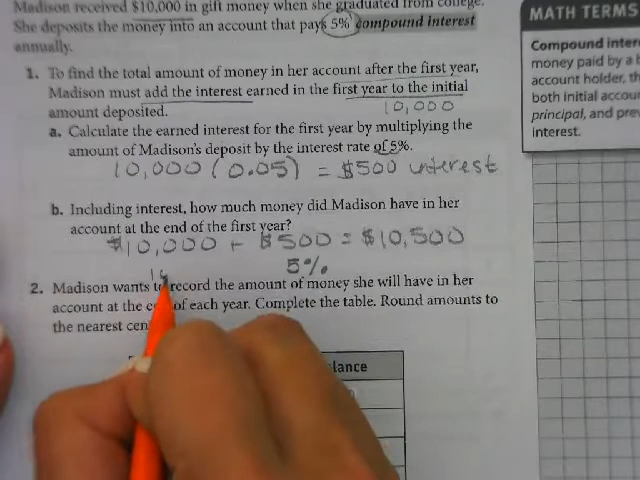 Madison received $10,000 in gift money when she graduated from college.
She deposits the money into an account that pays 5% compound interest
annually.
1. To find the total amount of money in her account after the first year,
Madison must add the interest earned in the first year to the initial
amount deposited.
10,000
a. Calculate the earned interest for the first year by multiplying the
amount of Madison's deposit by the interest rate of 5%.
10,000 (0.05) = $500 interest
b. Including interest, how much money did Madison have in her
account at the end of the first year?
$10,000 + $500 = $10,500
5%
2. Madison wants to record the amount of money she will have in her
account at the of each year. Complete the table. Round amounts to
the nearest
MATH TERMS
Compound
money paid by a
account holder,
both initial
principal, and
interest.